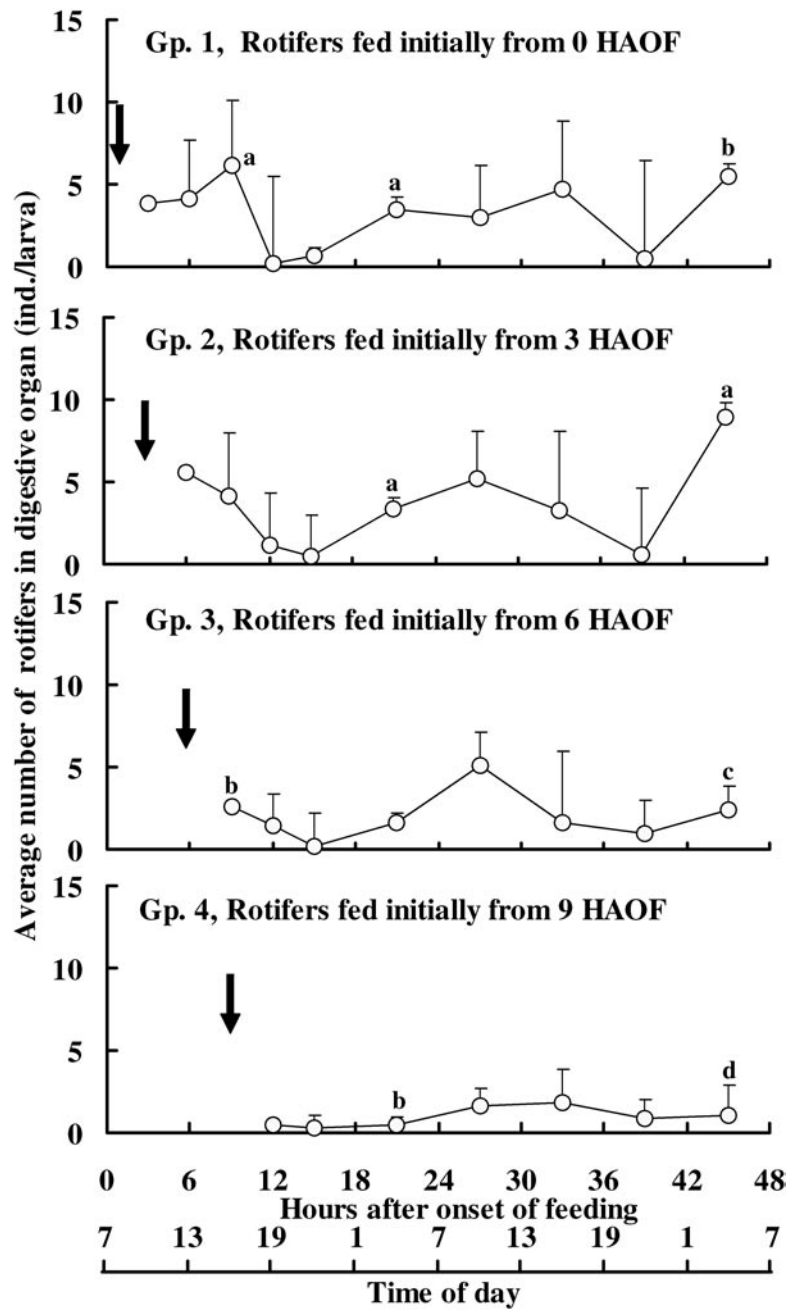 Average number of rotifers in digestive organ (ind./larva)
Gp. 1, Rotifers fed initially from 0 HAOF
15
10
5
0
a
a
b
Gp. 2, Rotifers fed initially from 3 HAOF
15
10
5
0
a
a
Gp. 3, Rotifers fed initially from 6 HAOF
15
10
5
0
b
c
Gp. 4, Rotifers fed initially from 9 HAOF
15
10
5
0
b
d
0 6 12 18 24 30 36 42 48
Hours after onset of feeding
7 13 19 1 7 13 19 1 7
Time of day